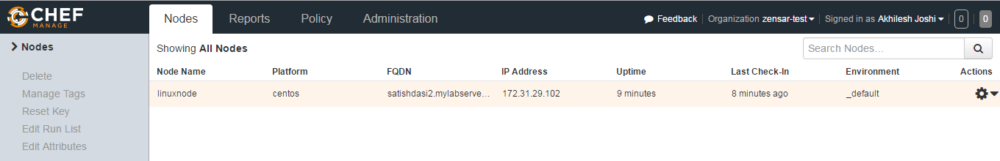 CHEF
MANAGE
Nodes Reports Policy Administration Feedback Organization zensar-test Signed in as Akhilesh Joshi 0 0
Nodes
Delete
Manage Tags
Reset Key
Edit Run List
Edit Attributes
Showing All Nodes
Search Nodes...
Node Name Platform FQDN IP Address Uptime Last Check-In Environment Actions
linuxnode centos satishdasi2.mylabserve... 172.31.29.102 9 minutes 8 minutes ago _default